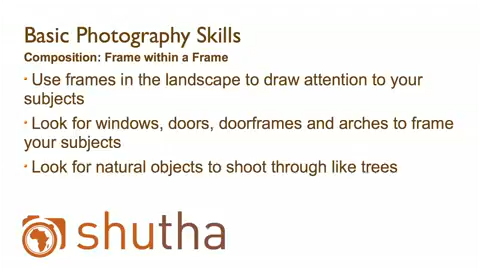 Basic Photography Skills
Composition: Frame within a Frame
· Use frames in the landscape to draw attention to your
subjects
· Look for windows, doors, doorframes and arches to frame
your subjects
· Look for natural objects to shoot through like trees
shutha